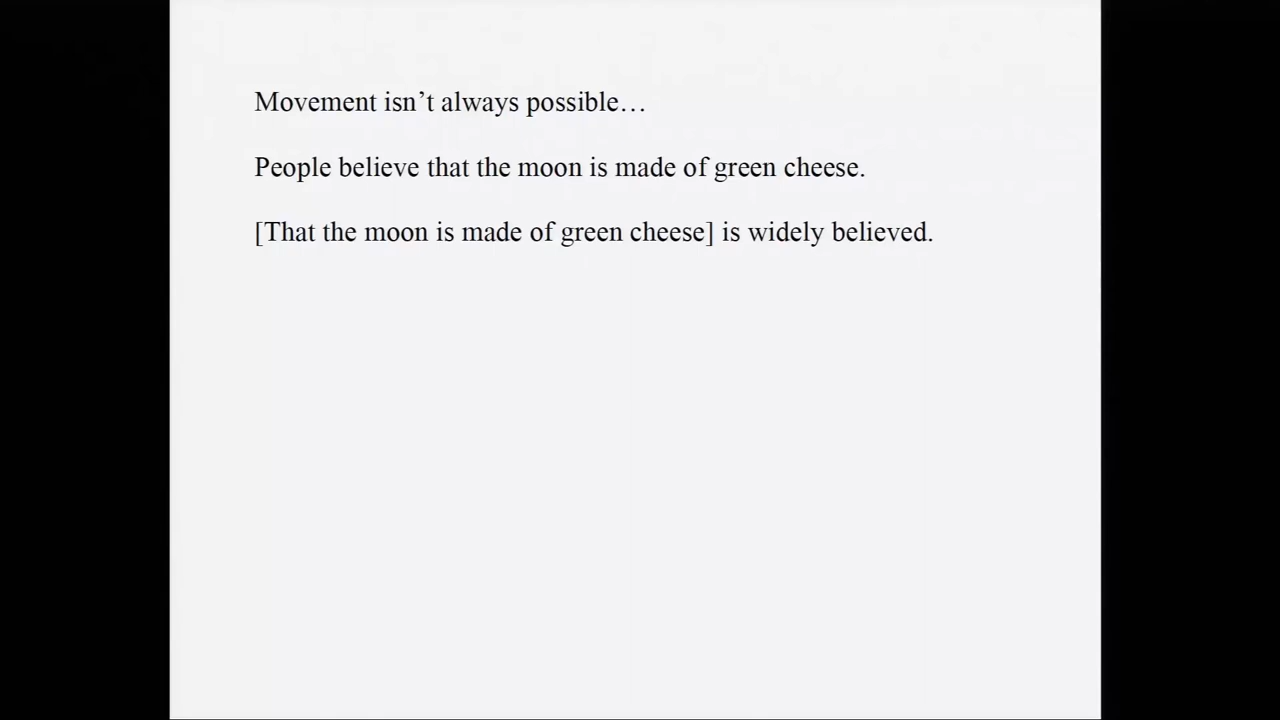 Movement isn’t always possible…
People believe that the moon is made of green cheese.
[That the moon is made of green cheese] is widely believed.